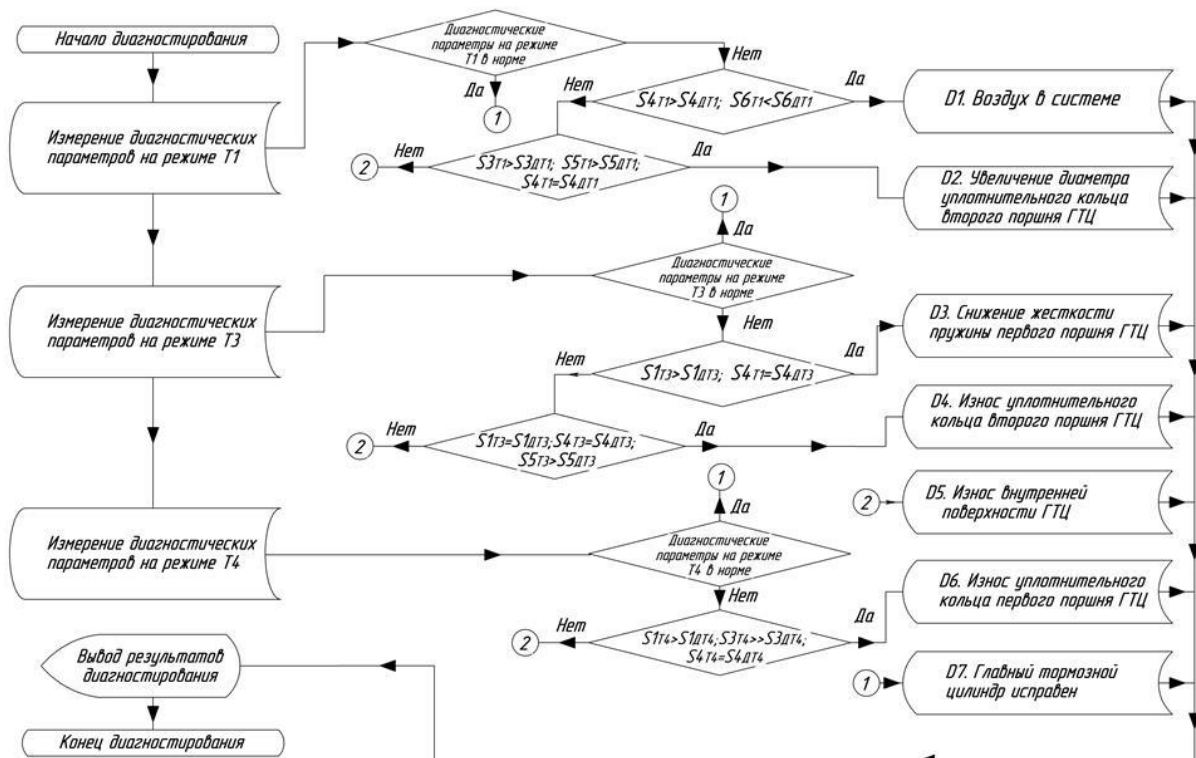 Начало диагностирования
Диагностические
параметры на режиме
Т1 в норме
Нет
Да
1
Измерение диагностических
параметров на режиме Т1
S4Т1>S4ДТ1; S6Т1<S6ДТ1
Нет
Да
D1. Воздух в системе
S3Т1>S3ДТ1; S5Т1>S5ДТ1;
S4Т1=S4ДТ1
Нет
2
Да
D2. Увеличение диаметра
уплотнительного кольца
второго поршня ГТЦ
1
Да
Диагностические
параметры на режиме
Т3 в норме
Нет
Измерение диагностических
параметров на режиме Т3
S1Т3>S1ДТ3; S4Т1=S4ДТ3
Нет
Да
D3. Снижение жесткости
пружины первого поршня ГТЦ
S1Т3=S1ДТ3; S4Т3=S4ДТ3;
S5Т3>S5ДТ3
Нет
2
Да
D4. Износ уплотнительного
кольца второго поршня ГТЦ
1
Да
2
D5. Износ внутренней
поверхности ГТЦ
Измерение диагностических
параметров на режиме Т4
Диагностические
параметры на режиме
Т4 в норме
Нет
S1Т4>S1ДТ4; S3Т4>>S3ДТ4;
S4Т4=S4ДТ4
Нет
2
Да
D6. Износ уплотнительного
кольца первого поршня ГТЦ
1
D7. Главный тормозной
цилиндр исправен
Вывод результатов
диагностирования
Конец диагностирования